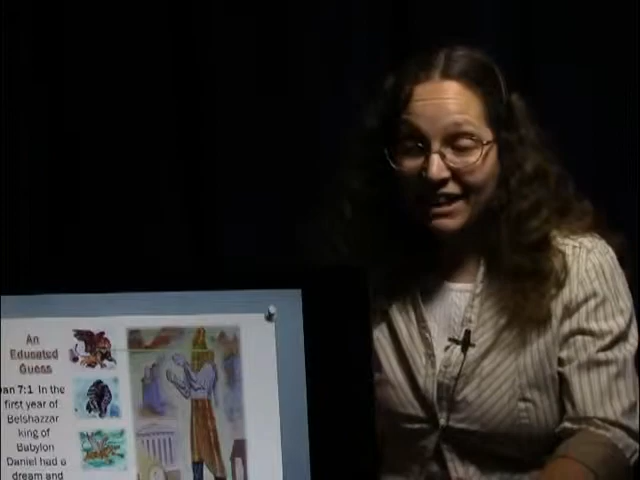 An
Educated
Guess
an 7:1 In the
first year of
Belshazzar
king of
Babylon
Daniel had a
dream and